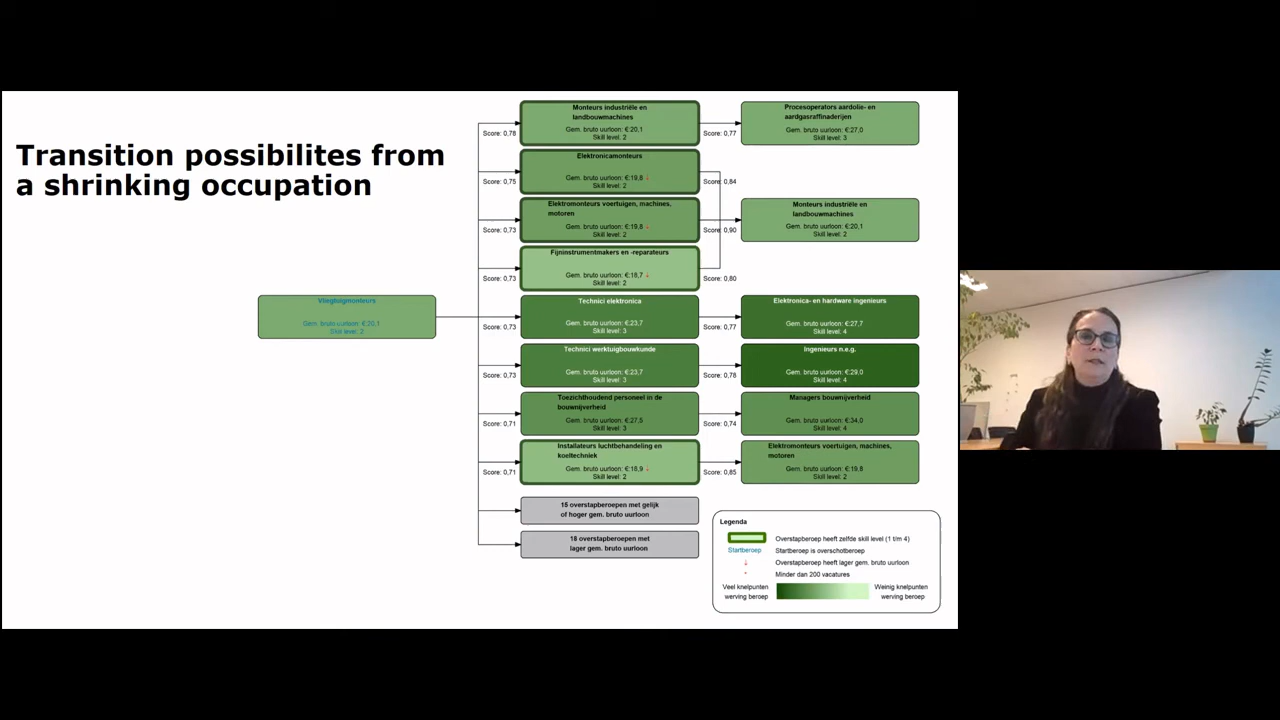 Transition possibilites from
a shrinking occupation
Vliegtuigmonteurs
Gem. bruto uurloon: €20,1
Skill level: 2
Score: 0,78
Monteurs industriële en
landbouwmachines
Gem. bruto uurloon: €20,1
Skill level: 2
Score: 0,77
Procesoperators aardolie- en
aardgasraffinaderijen
Gem. bruto uurloon: €27,0
Skill level: 3
Score: 0,75
Elektronicamonteurs
Gem. bruto uurloon: €19,8 ↓
Skill level: 2
Score: 0,84
Score: 0,73
Elektromonteurs voertuigen, machines,
motoren
Gem. bruto uurloon: €19,8 ↓
Skill level: 2
Score: 0,90
Monteurs industriële en
landbouwmachines
Gem. bruto uurloon: €20,1
Skill level: 2
Score: 0,73
Fijninstrumentmakers en -reparateurs
Gem. bruto uurloon: €18,7 ↓
Skill level: 2
Score: 0,80
Score: 0,73
Technici elektronica
Gem. bruto uurloon: €23,7
Skill level: 3
Score: 0,77
Elektronica- en hardware ingenieurs
Gem. bruto uurloon: €27,7
Skill level: 4
Score: 0,73
Technici werktuigbouwkunde
Gem. bruto uurloon: €23,7
Skill level: 3
Score: 0,78
Ingenieurs n.e.g.
Gem. bruto uurloon: €29,0
Skill level: 4
Score: 0,71
Toezichthoudend personeel in de
bouwnijverheid
Gem. bruto uurloon: €27,5
Skill level: 3
Score: 0,74
Managers bouwnijverheid
Gem. bruto uurloon: €34,0
Skill level: 4
Score: 0,71
Installateurs luchtbehandeling en
koeltechniek
Gem. bruto uurloon: €18,9 ↓
Skill level: 2
Score: 0,85
Elektromonteurs voertuigen, machines,
motoren
Gem. bruto uurloon: €19,8
Skill level: 2
15 overstapberoepen met gelijk
of hoger gem. bruto uurloon
18 overstapberoepen met
lager gem. bruto uurloon
Legenda
Overstapberoep heeft zelfde skill level (1 t/m 4)
Startberoep Startberoep is overschotberoep
↓ Overstapberoep heeft lager gem. bruto uurloon
* Minder dan 200 vacatures
Veel knelpunten
werving beroep
Weinig knelpunten
werving beroep